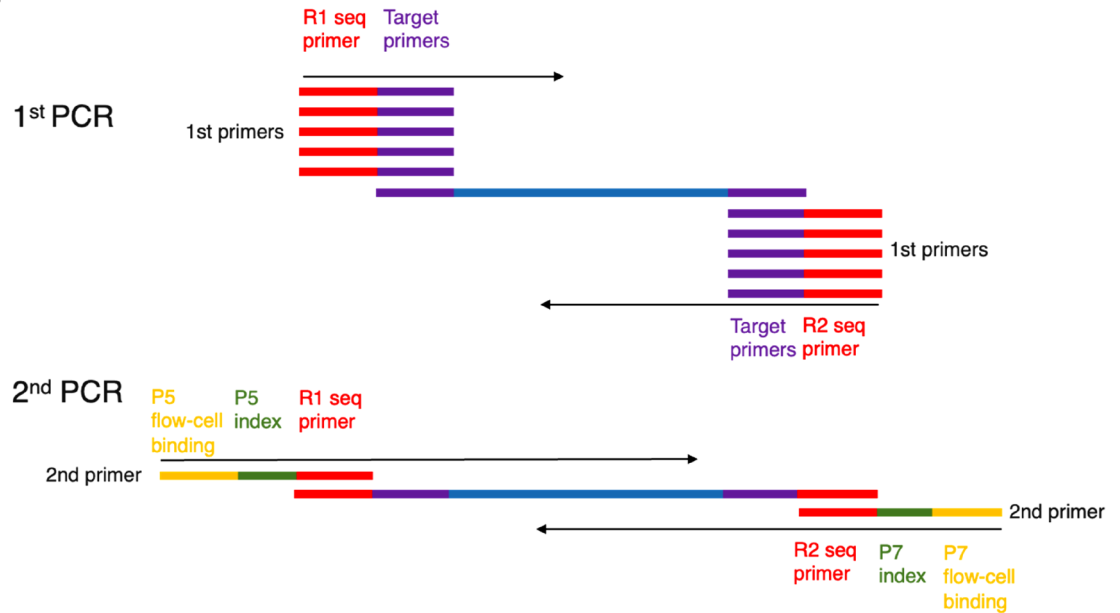 R1 seq
primer
Target
primers
1st PCR
1st primers
1st primers
Target
primers
R2 seq
primer
2nd PCR
P5
flow-cell
binding
P5
index
R1 seq
primer
2nd primer
2nd primer
R2 seq
primer
P7
index
P7
flow-cell
binding